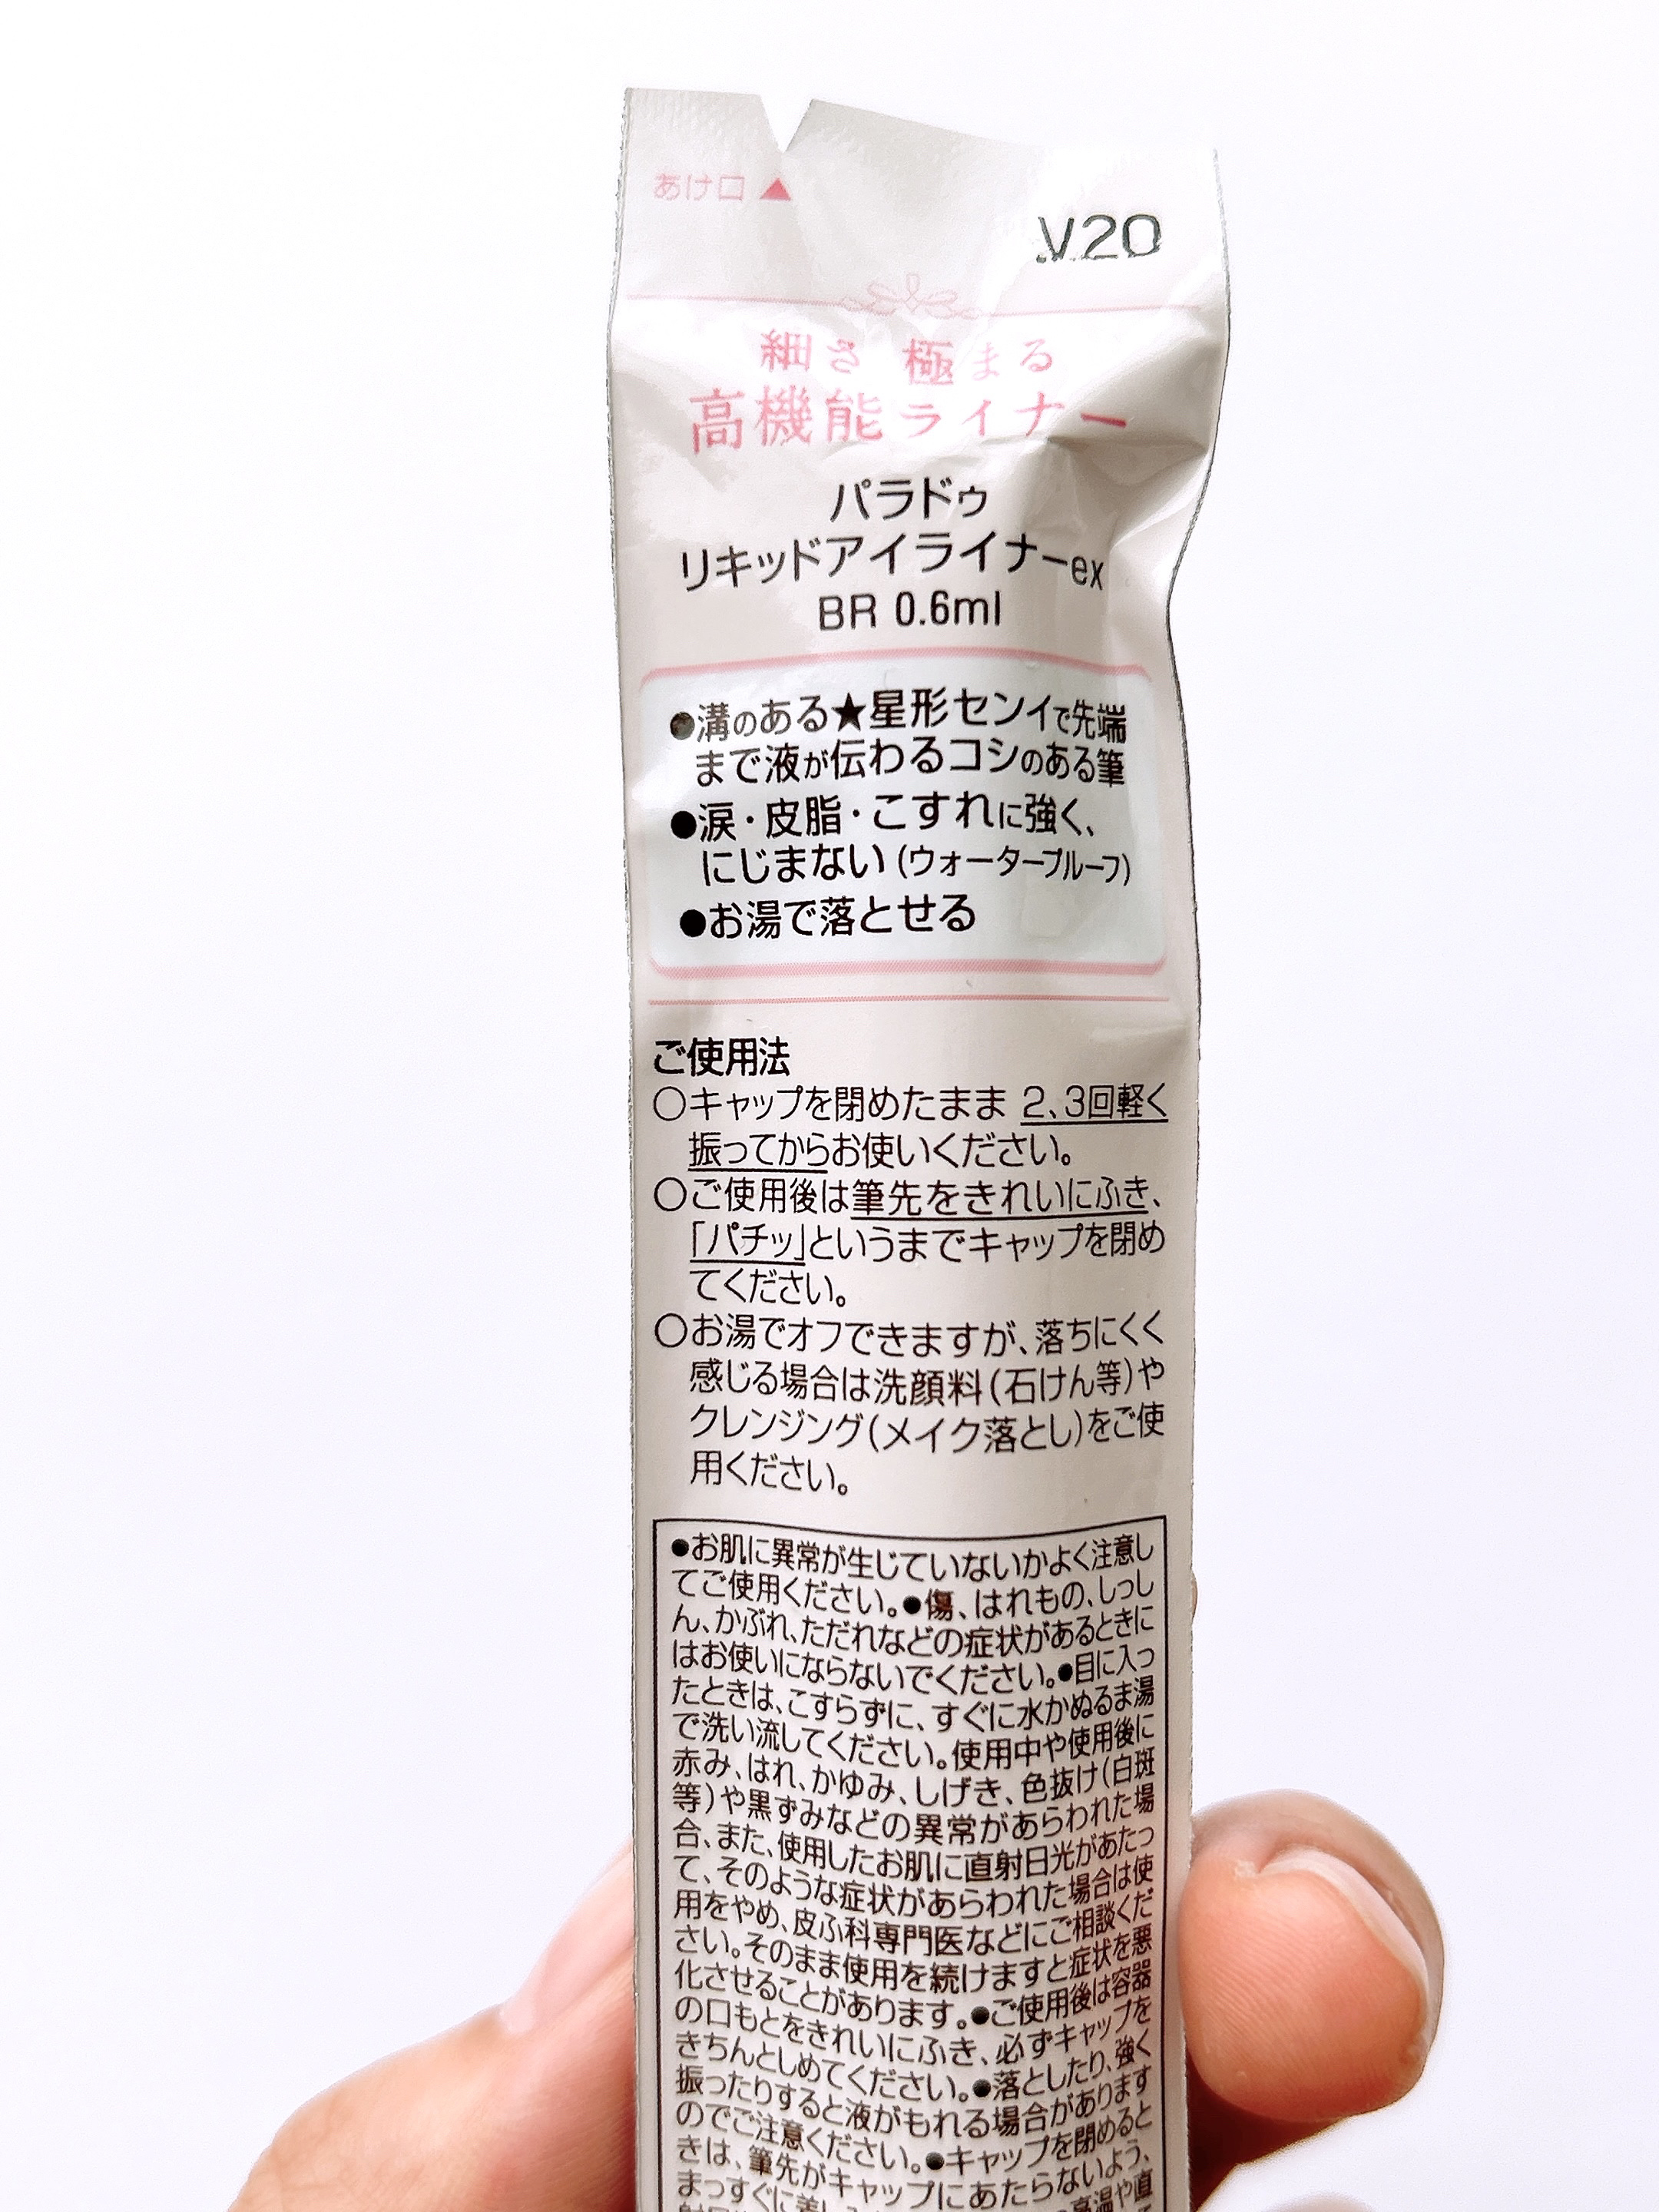 あけ口▲
V20
細さ 極まる
高機能ライナー
パラドゥ
リキッドアイライナーex
BR 0.6ml
●溝のある★星形センイで先端
まで液が伝わるコシのある筆
●涙・皮脂・こすれに強く、
にじまない(ウォータープルーフ)
●お湯で落とせる
ご使用法
○キャップを閉めたまま 2、3回軽く
振ってからお使いください。
○ご使用後は筆先をきれいにふき、
「パチッ」というまでキャップを閉め
てください。
○お湯でオフできますが、落ちにくく
感じる場合は洗顔料(石けん等)や
クレンジング(メイク落とし)をご使
用ください。
●お肌に異常が生じていないかよく注意し
てご使用ください。●傷、はれもの、しっし
ん、かぶれ、ただれなどの症状があるときに
はお使いにならないでください。●目に入っ
たときは、こすらずに、すぐに水かぬるま湯
で洗い流してください。使用中や使用後に
赤み、はれ、かゆみ、しげき、色抜け(白斑
等)や黒ずみなどの異常があらわれた場
合、また、使用したお肌に直射日光があたっ
て、そのような症状があらわれた場合は使
用をやめ、皮ふ科専門医などにご相談くだ
さい。そのまま使用を続けますと症状を悪
化させることがあります。●ご使用後は容器
の口もとをきれいにふき、必ずキャップを
きちんとしめてください。●落としたり、強く
振ったりすると液がもれる場合があります
のでご注意ください。●キャップを閉めると
きは、筆先がキャップにあたらないよう、
まっすぐに差し
高温や直